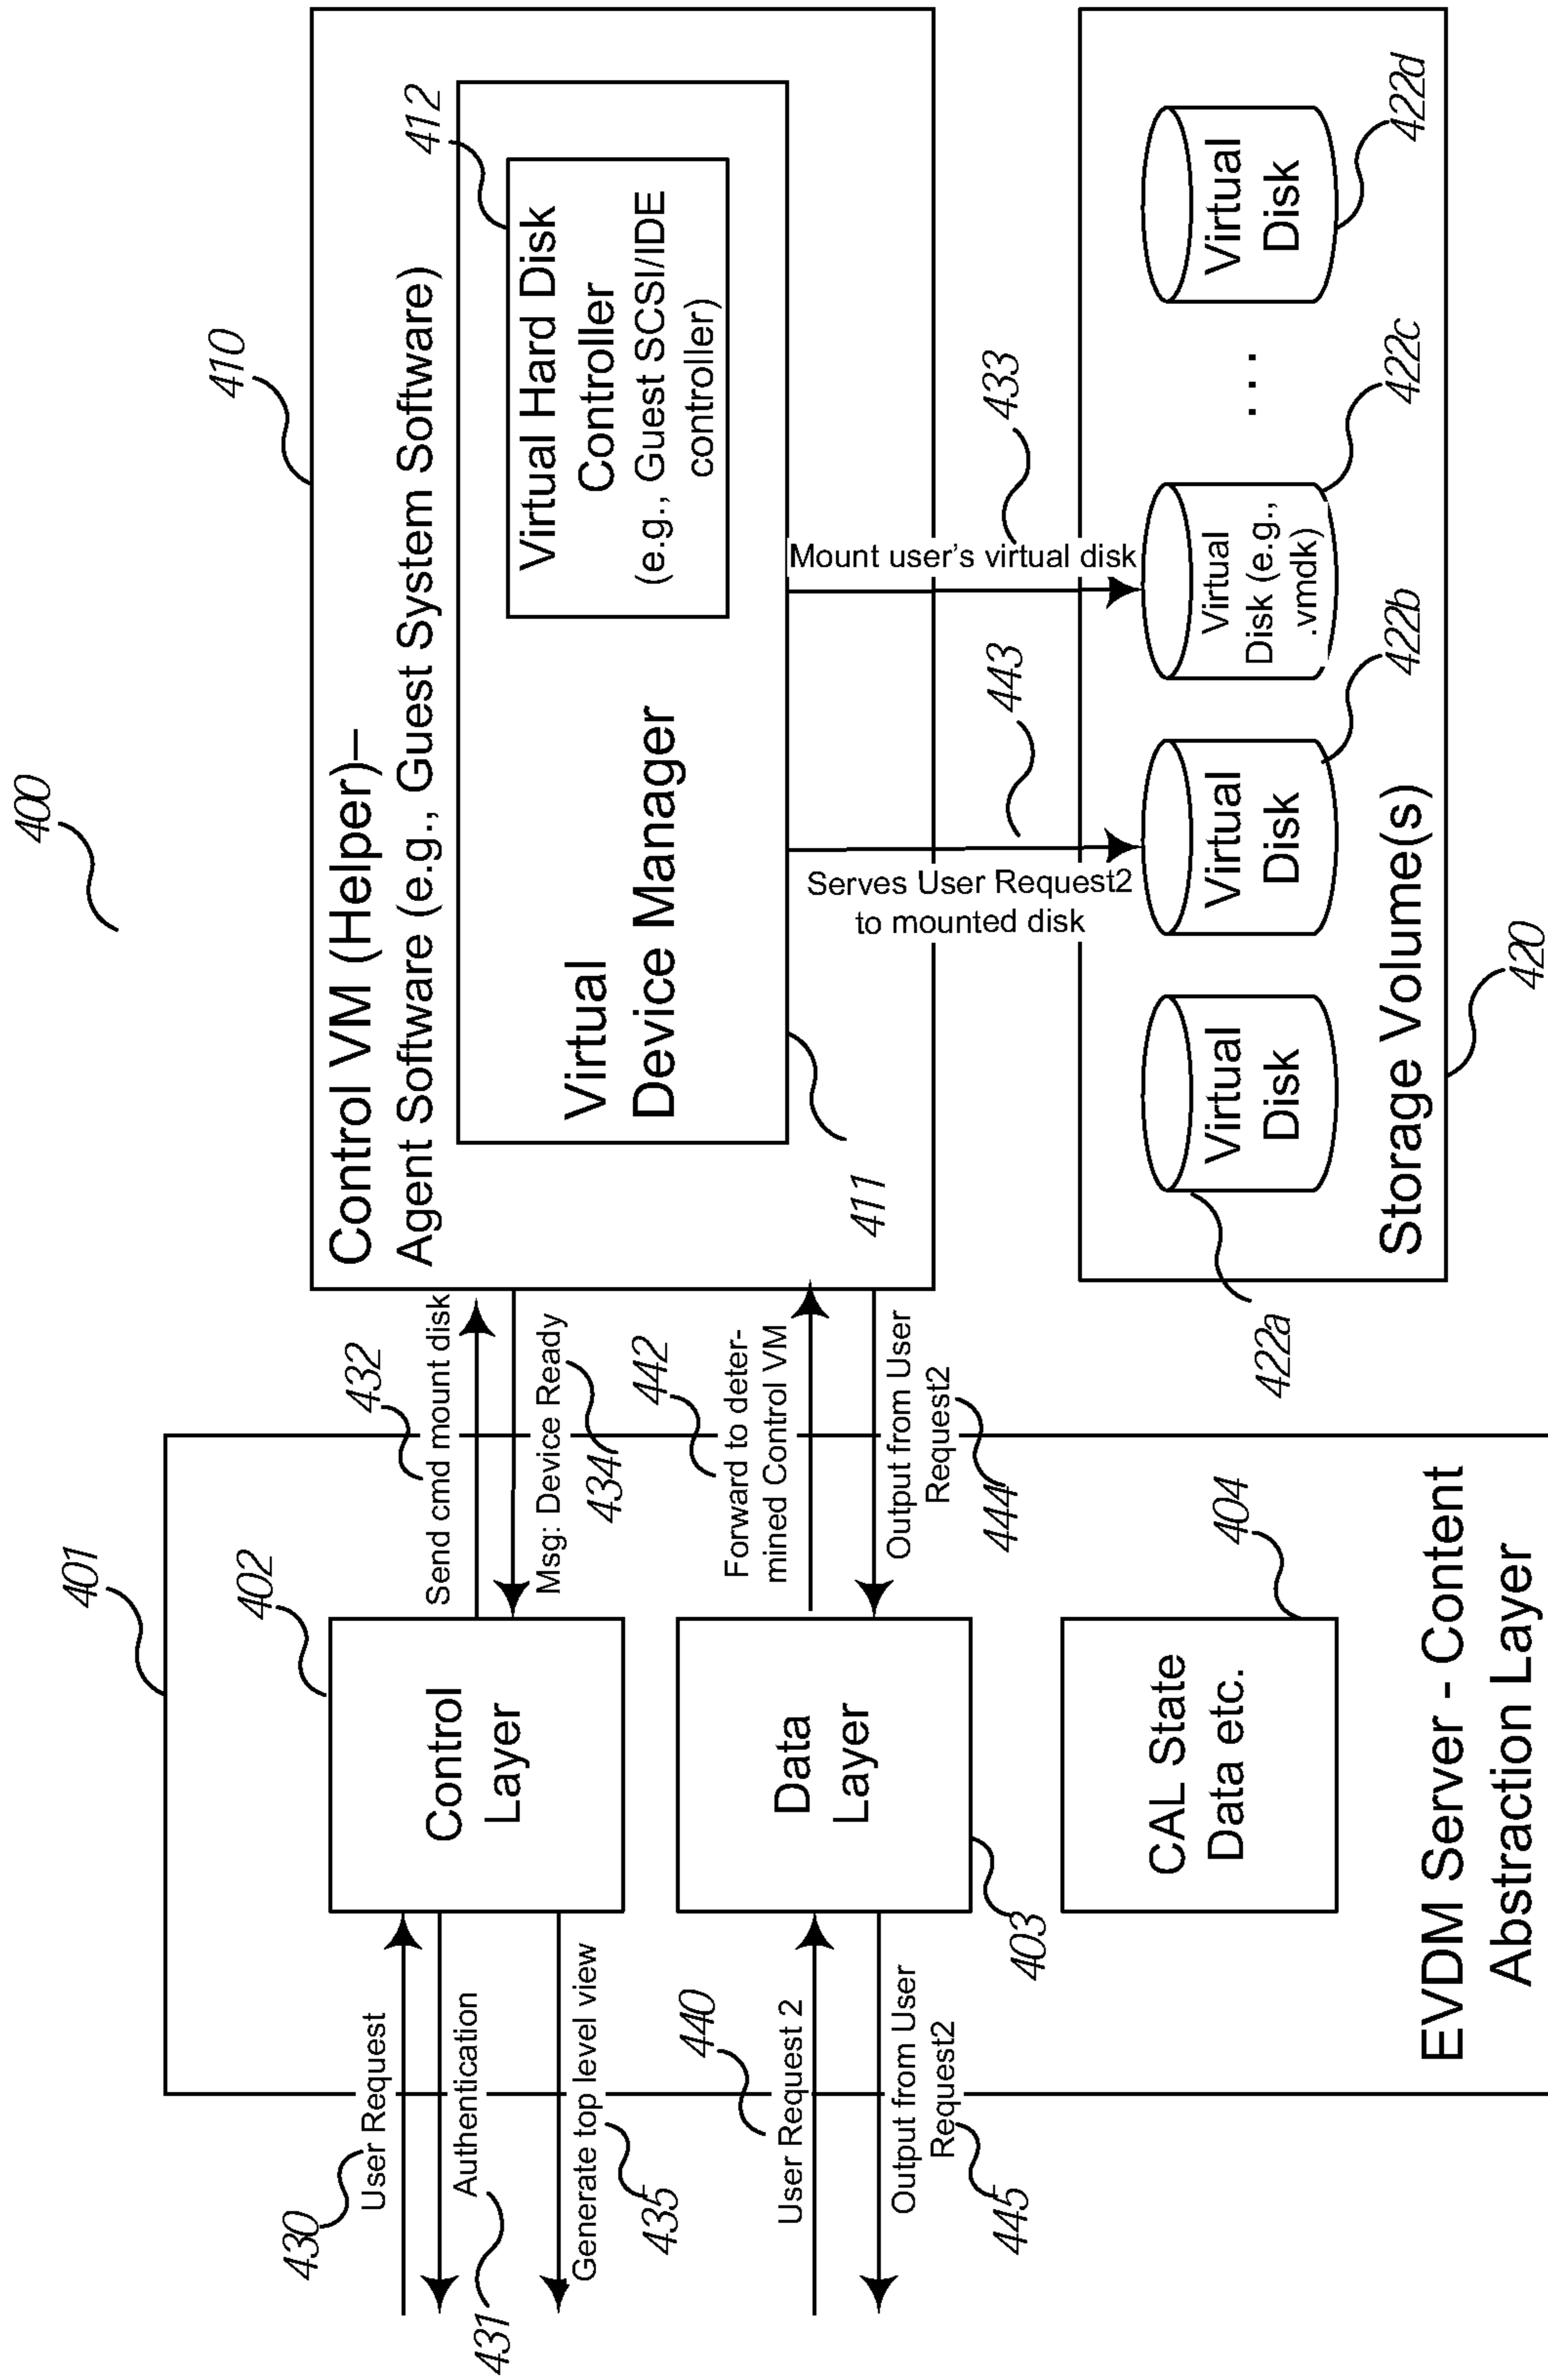 400
401
402
Control
Layer
Data
Layer
403
CAL State
Data etc.
404
EVDM Server - Content
Abstraction Layer
430
User Request
Authentication
431
Generate top level view
435
440
User Request 2
Output from User
Request2
445
432
Send cmd mount disk
Msg: Device Ready
434
442
Forward to deter-
mined Control VM
Output from User
Request2
444
410
Control VM (Helper)–
Agent Software (e.g., Guest System Software)
Virtual
Device Manager
411
412
Virtual Hard Disk
Controller
(e.g., Guest SCSI/IDE
controller)
Serves User Request2
to mounted disk
443
Mount user's virtual disk
433
Virtual
Disk
422a
Virtual
Disk
422b
Virtual
Disk (e.g.,
.vmdk)
422c
...
Virtual
Disk
422d
Storage Volume(s)
420